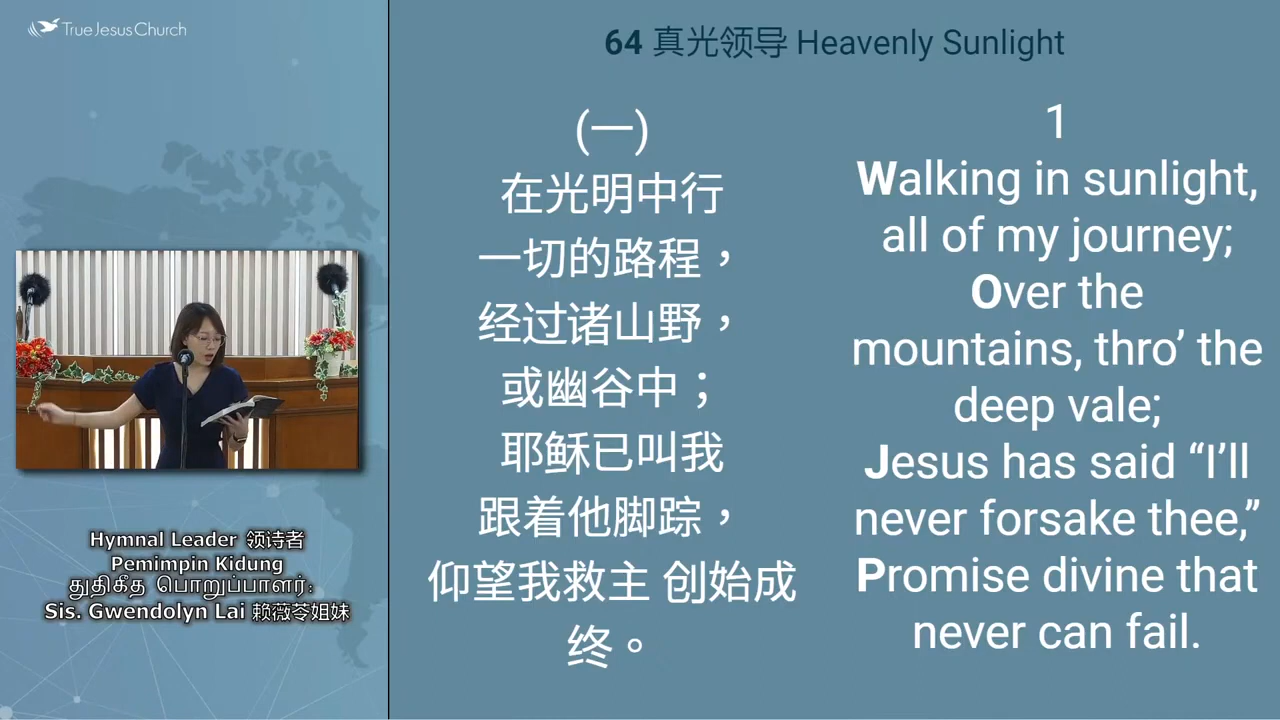 True Jesus Church
64 真光领导 Heavenly Sunlight
(一)
在光明中行
一切的路程，
经过诸山野，
或幽谷中；
耶稣已叫我
跟着他脚踪，
仰望我救主 创始成
终。
1
Walking in sunlight,
all of my journey;
Over the
mountains, thro’ the
deep vale;
Jesus has said “I’ll
never forsake thee,”
Promise divine that
never can fail.
Hymnal Leader 领诗者
Pemimpin Kidung
துதிகீத பொறுப்பாளர்:
Sis. Gwendolyn Lai 赖薇苓姐妹